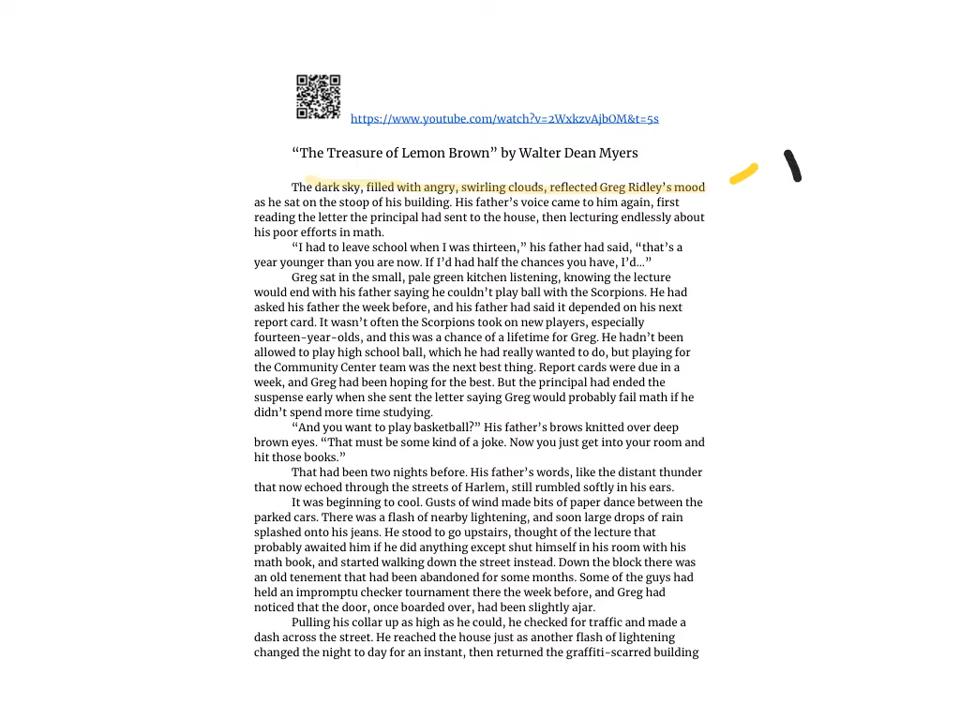 https://www.youtube.com/watch?v=2WxkzvAjbOM&t=5s
“The Treasure of Lemon Brown” by Walter Dean Myers
The dark sky, filled with angry, swirling clouds, reflected Greg Ridley’s mood
as he sat on the stoop of his building. His father’s voice came to him again, first
reading the letter the principal had sent to the house, then lecturing endlessly about
his poor efforts in math.
“I had to leave school when I was thirteen,” his father had said, “that’s a
year younger than you are now. If I’d had half the chances you have, I’d…”
Greg sat in the small, pale green kitchen listening, knowing the lecture
would end with his father saying he couldn’t play ball with the Scorpions. He had
asked his father the week before, and his father had said it depended on his next
report card. It wasn’t often the Scorpions took on new players, especially
fourteen-year-olds, and this was a chance of a lifetime for Greg. He hadn’t been
allowed to play high school ball, which he had really wanted to do, but playing for
the Community Center team was the next best thing. Report cards were due in a
week, and Greg had been hoping for the best. But the principal had ended the
suspense early when she sent the letter saying Greg would probably fail math if he
didn’t spend more time studying.
“And you want to play basketball?” His father’s brows knitted over deep
brown eyes. “That must be some kind of a joke. Now you just get into your room and
hit those books.”
That had been two nights before. His father’s words, like the distant thunder
that now echoed through the streets of Harlem, still rumbled softly in his ears.
It was beginning to cool. Gusts of wind made bits of paper dance between the
parked cars. There was a flash of nearby lightening, and soon large drops of rain
splashed onto his jeans. He stood to go upstairs, thought of the lecture that
probably awaited him if he did anything except shut himself in his room with his
math book, and started walking down the street instead. Down the block there was
an old tenement that had been abandoned for some months. Some of the guys had
held an impromptu checker tournament there the week before, and Greg had
noticed that the door, once boarded over, had been slightly ajar.
Pulling his collar up as high as he could, he checked for traffic and made a
dash across the street. He reached the house just as another flash of lightening
changed the night to day for an instant, then returned the graffiti-scarred building